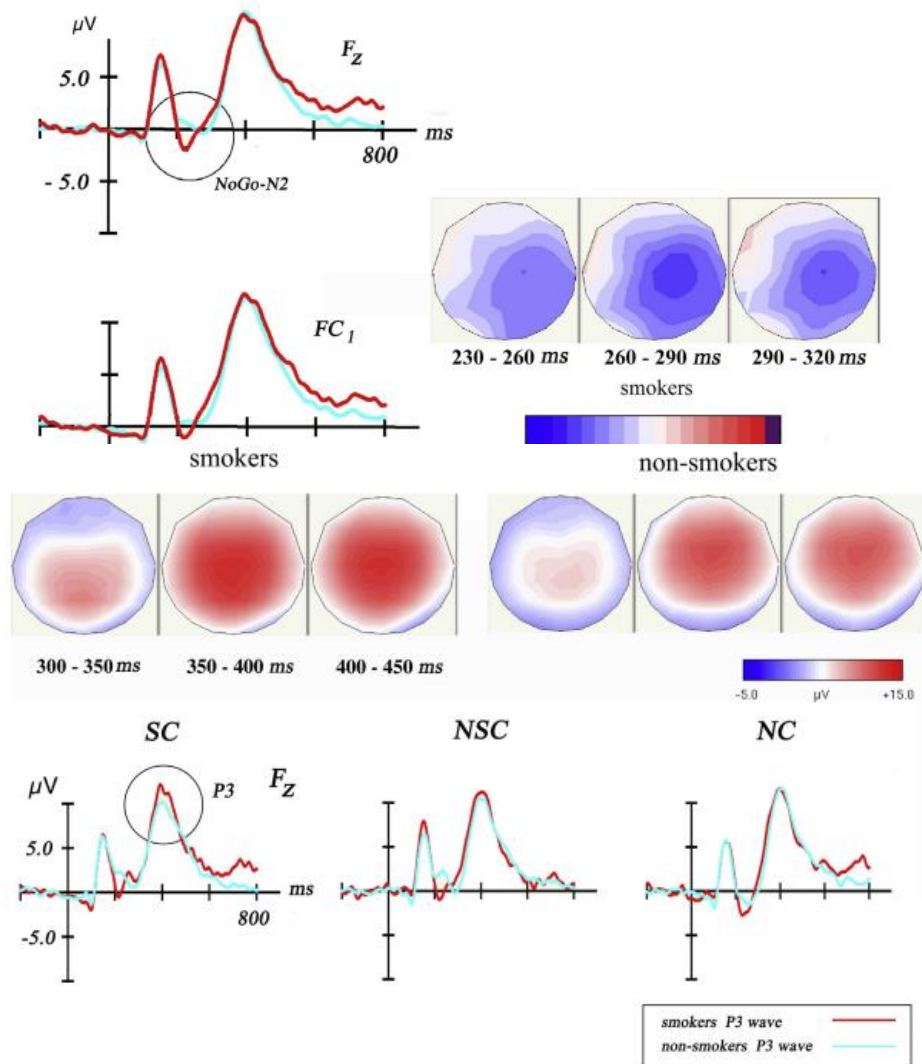 µV
F_Z
5.0
ms
800
- 5.0
NoGo-N2
FC_1
230 - 260 ms 260 - 290 ms 290 - 320 ms
smokers
smokers
non-smokers
300 - 350 ms 350 - 400 ms 400 - 450 ms
-5.0 µV +15.0
SC NSC NC
µV P3 F_Z
5.0
ms
800
-5.0
smokers P3 wave
non-smokers P3 wave